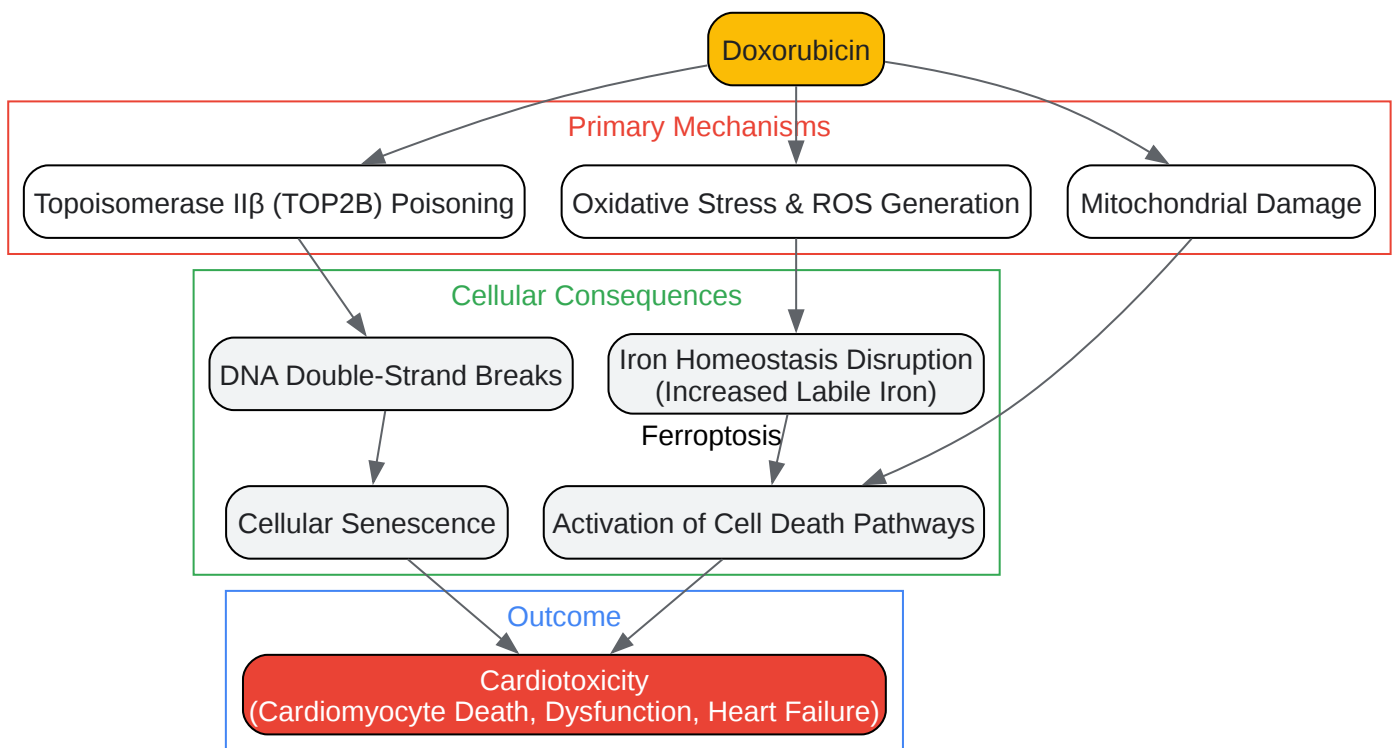 Doxorubicin
Primary Mechanisms
Topoisomerase IIβ (TOP2B) Poisoning
Oxidative Stress & ROS Generation
Mitochondrial Damage
Cellular Consequences
DNA Double-Strand Breaks
Iron Homeostasis Disruption
(Increased Labile Iron)
Ferroptosis
Cellular Senescence
Activation of Cell Death Pathways
Outcome
Cardiotoxicity
(Cardiomyocyte Death, Dysfunction, Heart Failure)